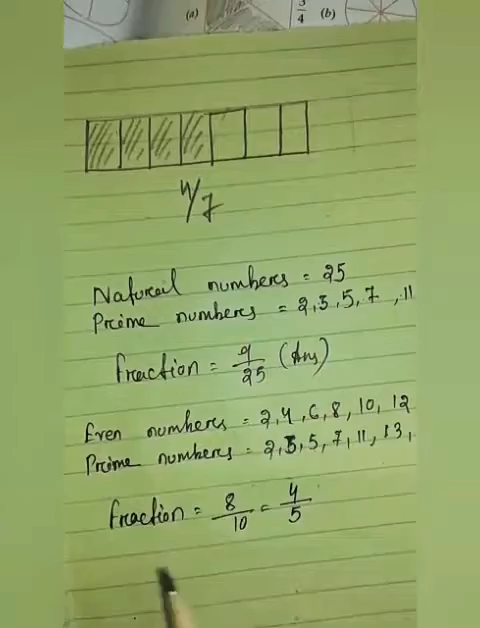 (a)
3/4 (b)
4/7
Natural numbers = 25
Prime numbers = 2,3,5,7 ,11
Fraction = 9/25 (Ans)
Even numbers = 2,4,6,8,10,12
Prime numbers = 2,3,5,7,11,13,
Fraction = 8/10 = 4/5